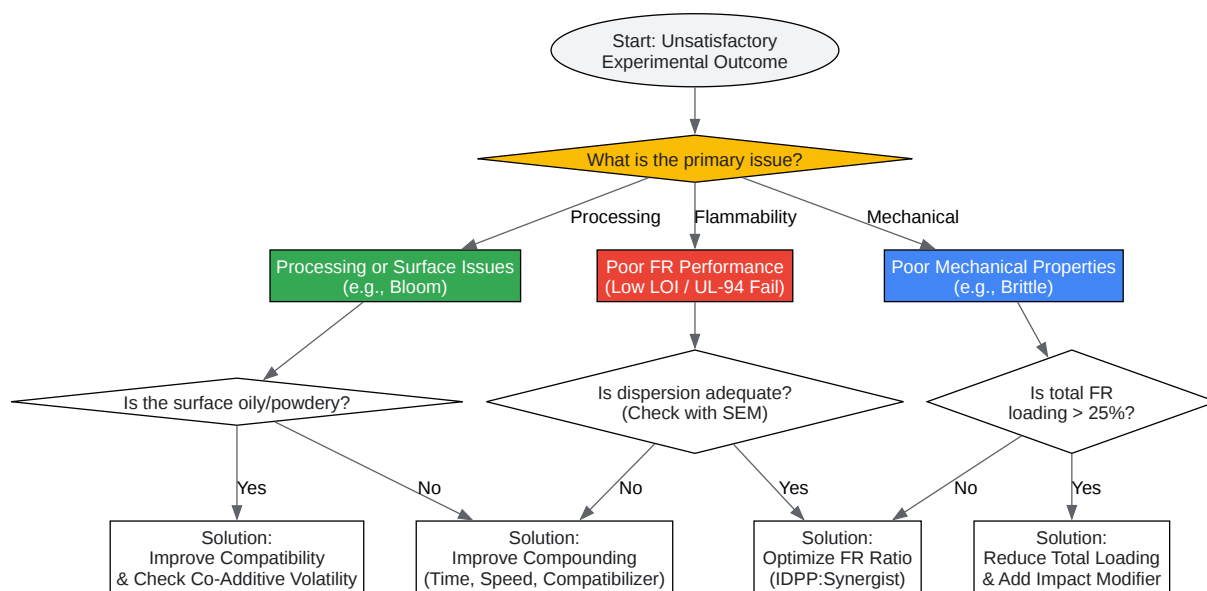 Start: Unsatisfactory
Experimental Outcome
What is the primary issue?
Processing
Flammability
Mechanical
Processing or Surface Issues
(e.g., Bloom)
Poor FR Performance
(Low LOI / UL-94 Fail)
Poor Mechanical Properties
(e.g., Brittle)
Is the surface oily/powdery?
Is dispersion adequate?
(Check with SEM)
Is total FR
loading > 25%?
Yes
No
No
Yes
No
Yes
Solution:
Improve Compatibility
& Check Co-Additive Volatility
Solution:
Improve Compounding
(Time, Speed, Compatibilizer)
Solution:
Optimize FR Ratio
(IDPP:Synergist)
Solution:
Reduce Total Loading
& Add Impact Modifier